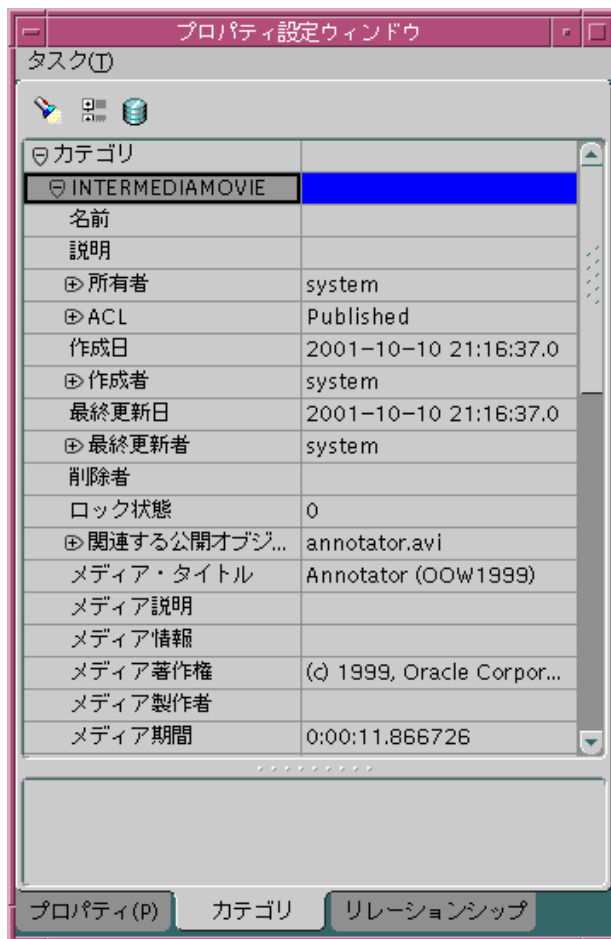 プロパティ設定ウィンドウ
タスク(T)
カテゴリ
INTERMEDIAMOVIE
名前
説明
所有者 system
ACL Published
作成日 2001-10-10 21:16:37.0
作成者 system
最終更新日 2001-10-10 21:16:37.0
最終更新者 system
削除者
ロック状態 0
関連する公開オブジ... annotator.avi
メディア・タイトル Annotator (OOW1999)
メディア説明
メディア情報
メディア著作権 (c) 1999, Oracle Corpor...
メディア製作者
メディア期間 0:00:11.866726
プロパティ(P) カテゴリ リレーションシップ